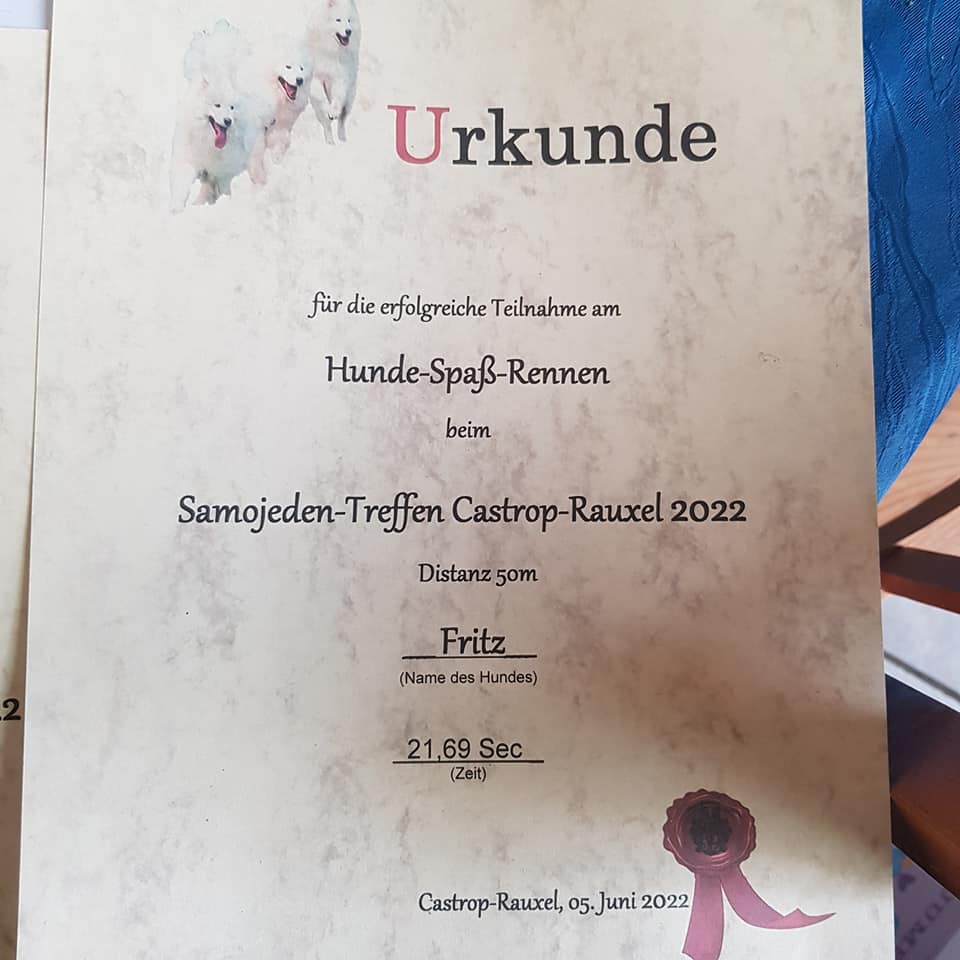 Urkunde
für die erfolgreiche Teilnahme am
Hunde-Spaß-Rennen
beim
Samojeden-Treffen Castrop-Rauxel 2022
Distanz 50m
Fritz
(Name des Hundes)
21,69 Sec
(Zeit)
Castrop-Rauxel, 05. Juni 2022